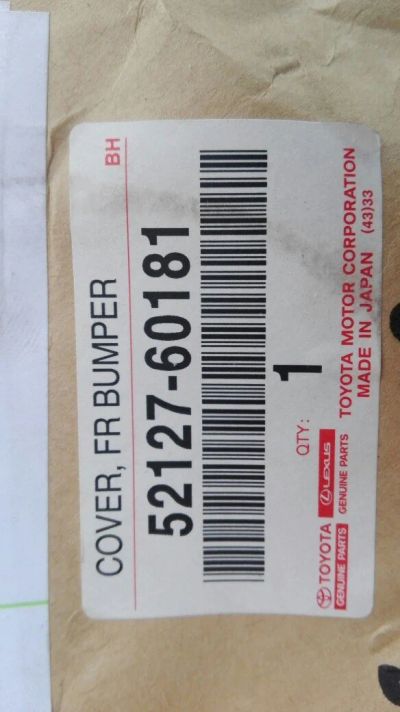 COVER, FR BUMPER
BH
52127-60181
QTY:
1
TOYOTA
GENUINE PARTS
LEXUS
GENUINE PARTS
TOYOTA MOTOR CORPORATION
MADE IN JAPAN (43)33